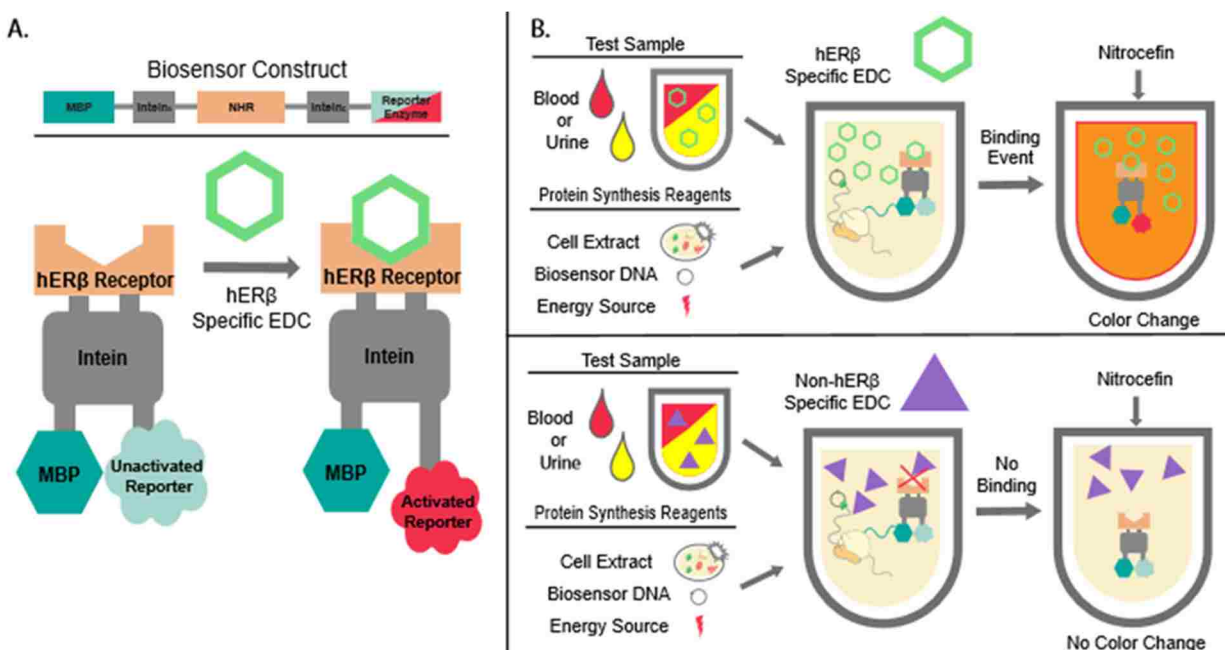 A.
Biosensor Construct
MBP
Intein
NHR
Intein
Reporter
Enzyme
hERβ Receptor
hERβ
Specific EDC
hERβ Receptor
Intein
Intein
MBP
Unactivated
Reporter
MBP
Activated
Reporter
B.
Test Sample
Blood
or
Urine
Protein Synthesis Reagents
Cell Extract
Biosensor DNA
Energy Source
hERβ
Specific EDC
Binding
Event
Nitrocefin
Color Change
Test Sample
Blood
or
Urine
Protein Synthesis Reagents
Cell Extract
Biosensor DNA
Energy Source
Non-hERβ
Specific EDC
No
Binding
Nitrocefin
No Color Change